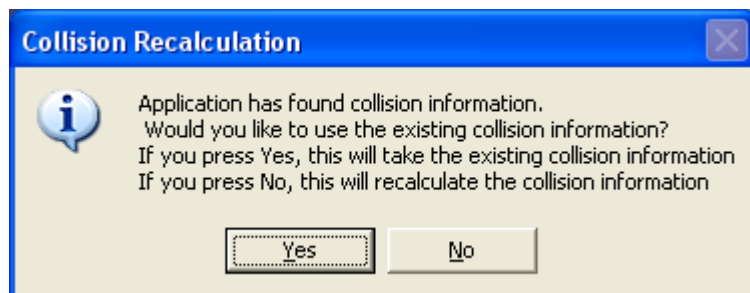 Collision Recalculation
Application has found collision information.
Would you like to use the existing collision information?
If you press Yes, this will take the existing collision information
If you press No, this will recalculate the collision information
Yes
No